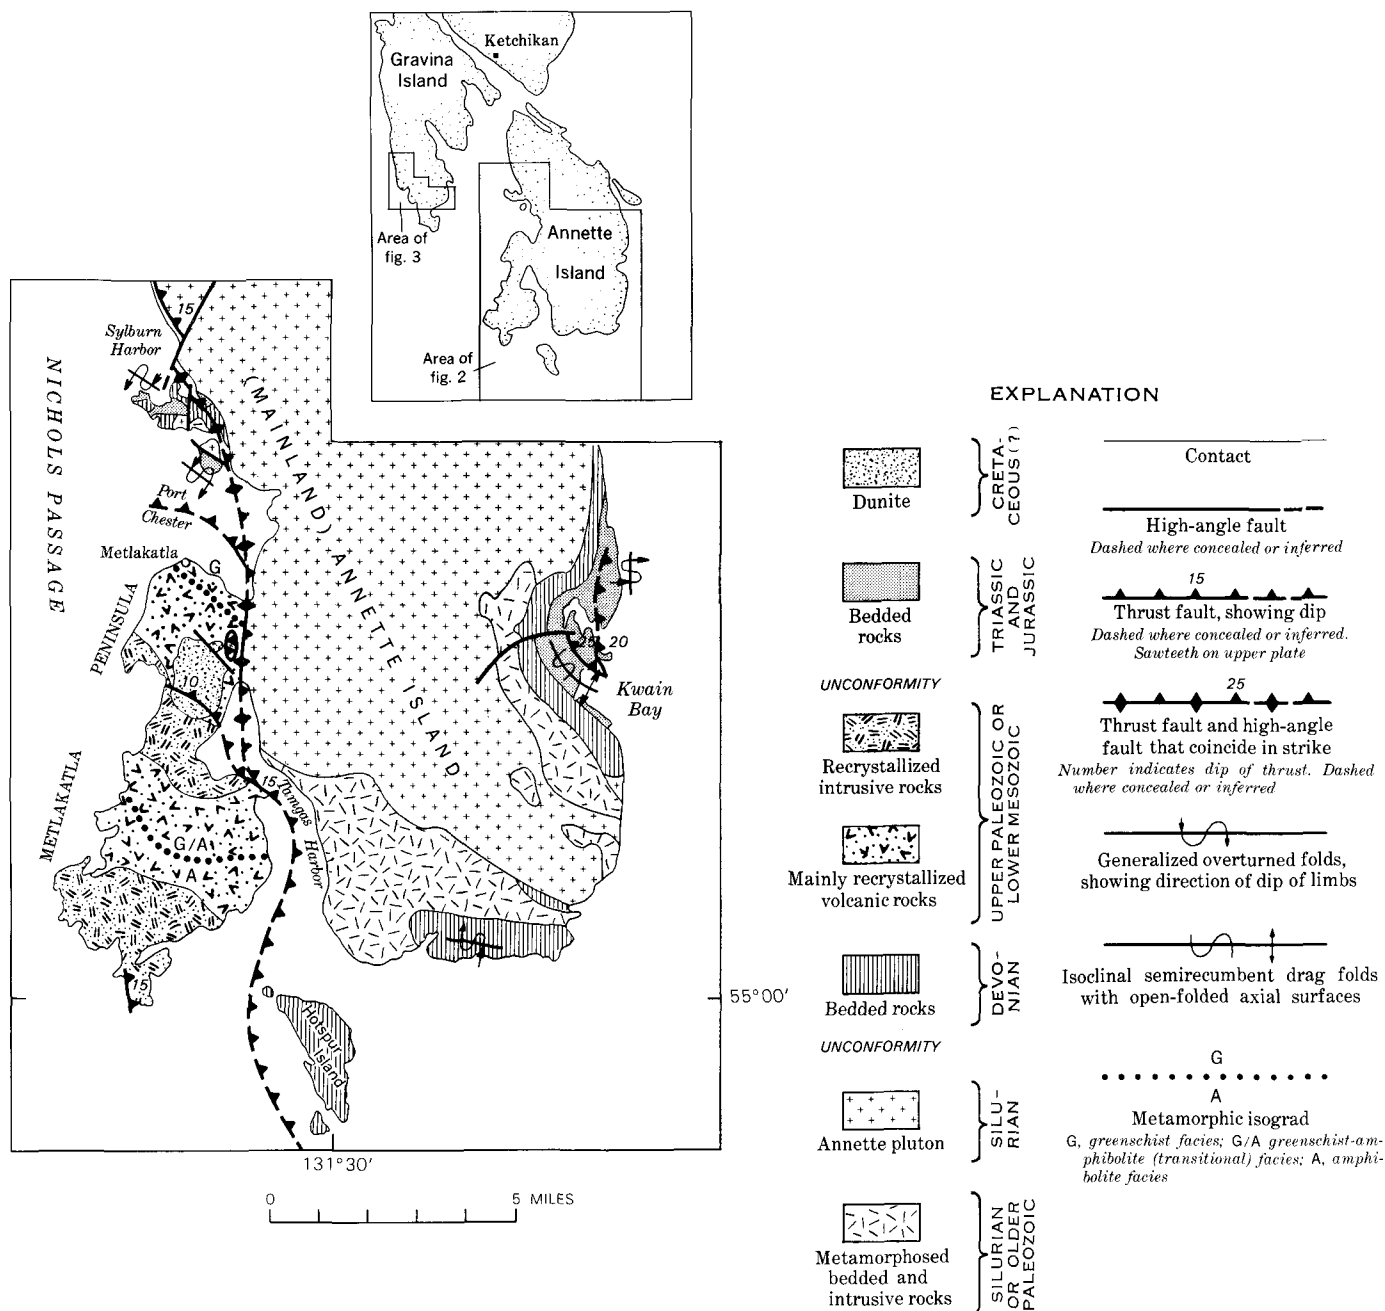 Ketchikan
Gravina
Island
Annette
Island
Area of
fig. 3
Area of
fig. 2
15
Sylburn
Harbor
NICHOLS PASSAGE
(MAINLAND) ANNETTE ISLAND
Port
Chester
Metlakatla
G
PENINSULA
10
METLAKATLA
15
Tamgas
Harbor
G/A
A
15
25
20
Kwain
Bay
Hotspur
Island
55°00'
131°30'
0 5 MILES
EXPLANATION
Dunite
CRETA-
CEOUS(?)
Bedded
rocks
TRIASSIC
AND
JURASSIC
UNCONFORMITY
Recrystallized
intrusive rocks
Mainly recrystallized
volcanic rocks
UPPER PALEOZOIC OR
LOWER MESOZOIC
Bedded rocks
DEVO-
NIAN
UNCONFORMITY
Annette pluton
SILU-
RIAN
Metamorphosed
bedded and
intrusive rocks
SILURIAN
OR OLDER
PALEOZOIC
Contact
High-angle fault
Dashed where concealed or inferred
15
Thrust fault, showing dip
Dashed where concealed or inferred.
Sawteeth on upper plate
25
Thrust fault and high-angle
fault that coincide in strike
Number indicates dip of thrust. Dashed
where concealed or inferred
Generalized overturned folds,
showing direction of dip of limbs
Isoclinal semirecumbent drag folds
with open-folded axial surfaces
G
A
Metamorphic isograd
G, greenschist facies; G/A greenschist-am-
phibolite (transitional) facies; A, amphi-
bolite facies